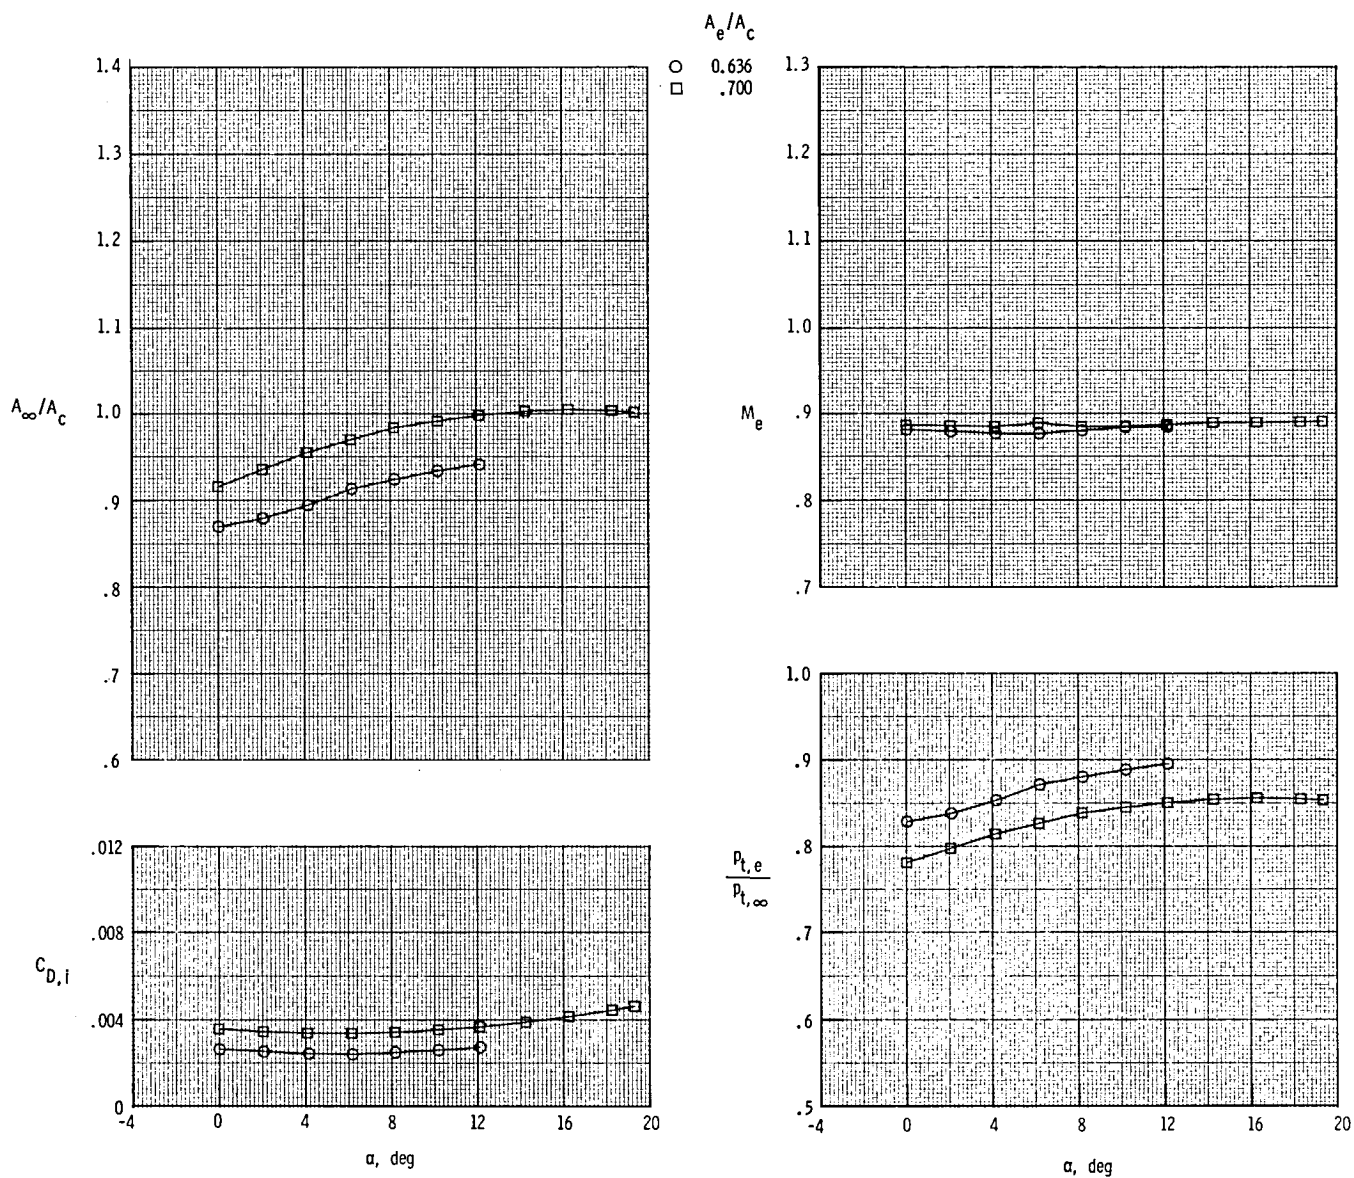 A_e/A_c
○ 0.636
□ .700
1.4
1.3
1.2
1.1
1.0
.9
.8
.7
.6
A_∞/A_c
.012
.008
.004
0
C_D,i
-4 0 4 8 12 16 20
α, deg
1.3
1.2
1.1
1.0
.9
.8
.7
M_e
1.0
.9
.8
.7
.6
.5
p_t,e
p_t,∞
-4 0 4 8 12 16 20
α, deg